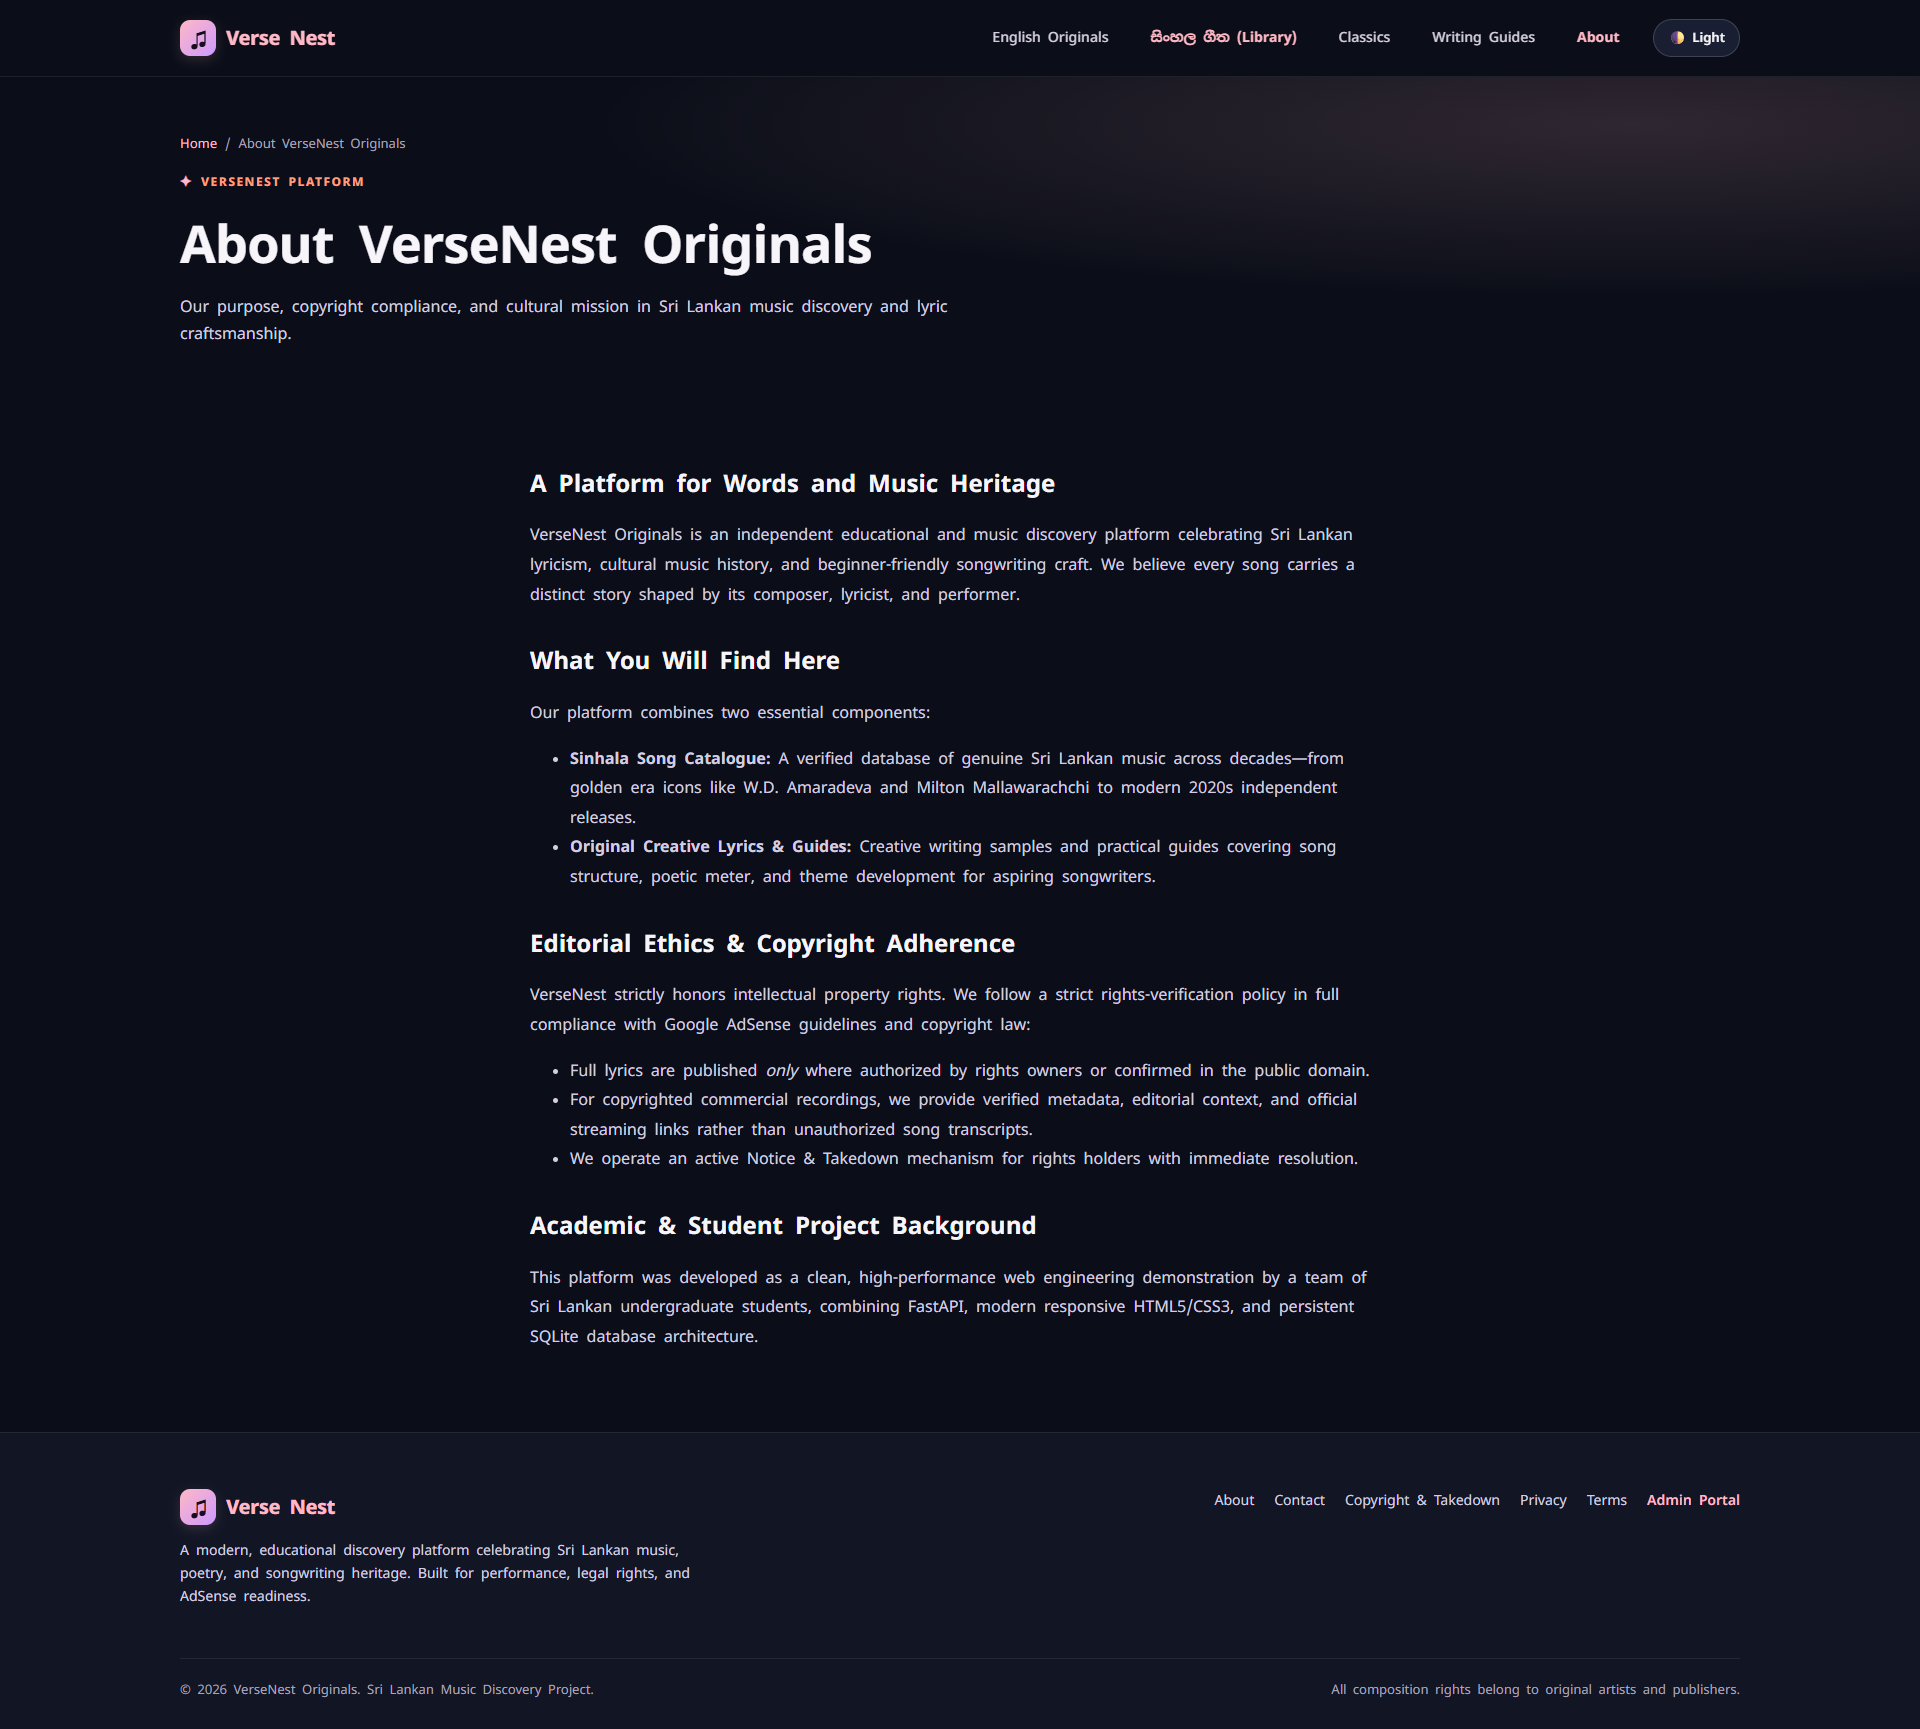 Verse Nest
English Originals
සිංහල ගීත (Library)
Classics
Writing Guides
About
Light
Home / About VerseNest Originals
VERSENEST PLATFORM
About VerseNest Originals
Our purpose, copyright compliance, and cultural mission in Sri Lankan music discovery and lyric
craftsmanship.
A Platform for Words and Music Heritage
VerseNest Originals is an independent educational and music discovery platform celebrating Sri Lankan
lyricism, cultural music history, and beginner-friendly songwriting craft. We believe every song carries a
distinct story shaped by its composer, lyricist, and performer.
What You Will Find Here
Our platform combines two essential components:
• Sinhala Song Catalogue: A verified database of genuine Sri Lankan music across decades—from
golden era icons like W.D. Amaradeva and Milton Mallawarachchi to modern 2020s independent
releases.
• Original Creative Lyrics & Guides: Creative writing samples and practical guides covering song
structure, poetic meter, and theme development for aspiring songwriters.
Editorial Ethics & Copyright Adherence
VerseNest strictly honors intellectual property rights. We follow a strict rights-verification policy in full
compliance with Google AdSense guidelines and copyright law:
• Full lyrics are published only where authorized by rights owners or confirmed in the public domain.
• For copyrighted commercial recordings, we provide verified metadata, editorial context, and official
streaming links rather than unauthorized song transcripts.
• We operate an active Notice & Takedown mechanism for rights holders with immediate resolution.
Academic & Student Project Background
This platform was developed as a clean, high-performance web engineering demonstration by a team of
Sri Lankan undergraduate students, combining FastAPI, modern responsive HTML5/CSS3, and persistent
SQLite database architecture.
Verse Nest
A modern, educational discovery platform celebrating Sri Lankan music,
poetry, and songwriting heritage. Built for performance, legal rights, and
AdSense readiness.
About
Contact
Copyright & Takedown
Privacy
Terms
Admin Portal
© 2026 VerseNest Originals. Sri Lankan Music Discovery Project.
All composition rights belong to original artists and publishers.